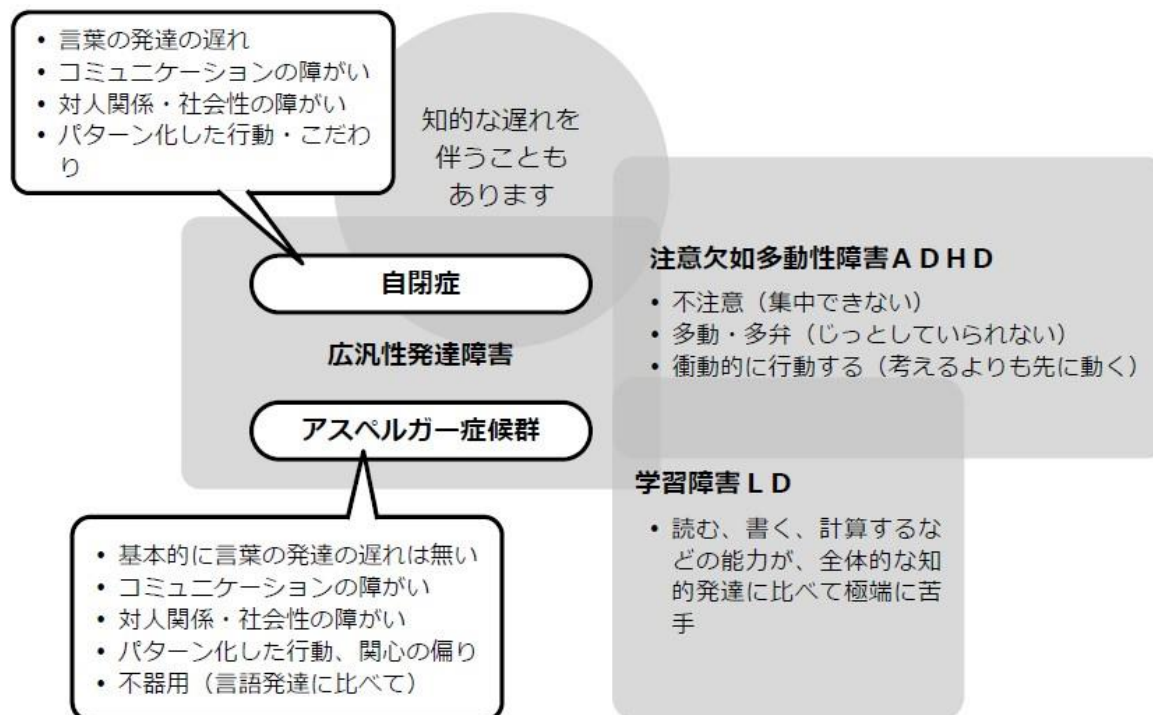 • 言葉の発達の遅れ
• コミュニケーションの障がい
• 対人関係・社会性の障がい
• パターン化した行動・こだわ
り
知的な遅れを
伴うことも
あります
自閉症
広汎性発達障害
アスペルガー症候群
• 基本的に言葉の発達の遅れは無い
• コミュニケーションの障がい
• 対人関係・社会性の障がい
• パターン化した行動、関心の偏り
• 不器用（言語発達に比べて）
注意欠如多動性障害ＡＤＨＤ
• 不注意（集中できない）
• 多動・多弁（じっとしていられない）
• 衝動的に行動する（考えるよりも先に動く）
学習障害ＬＤ
• 読む、書く、計算するな
どの能力が、全体的な知
的発達に比べて極端に苦
手